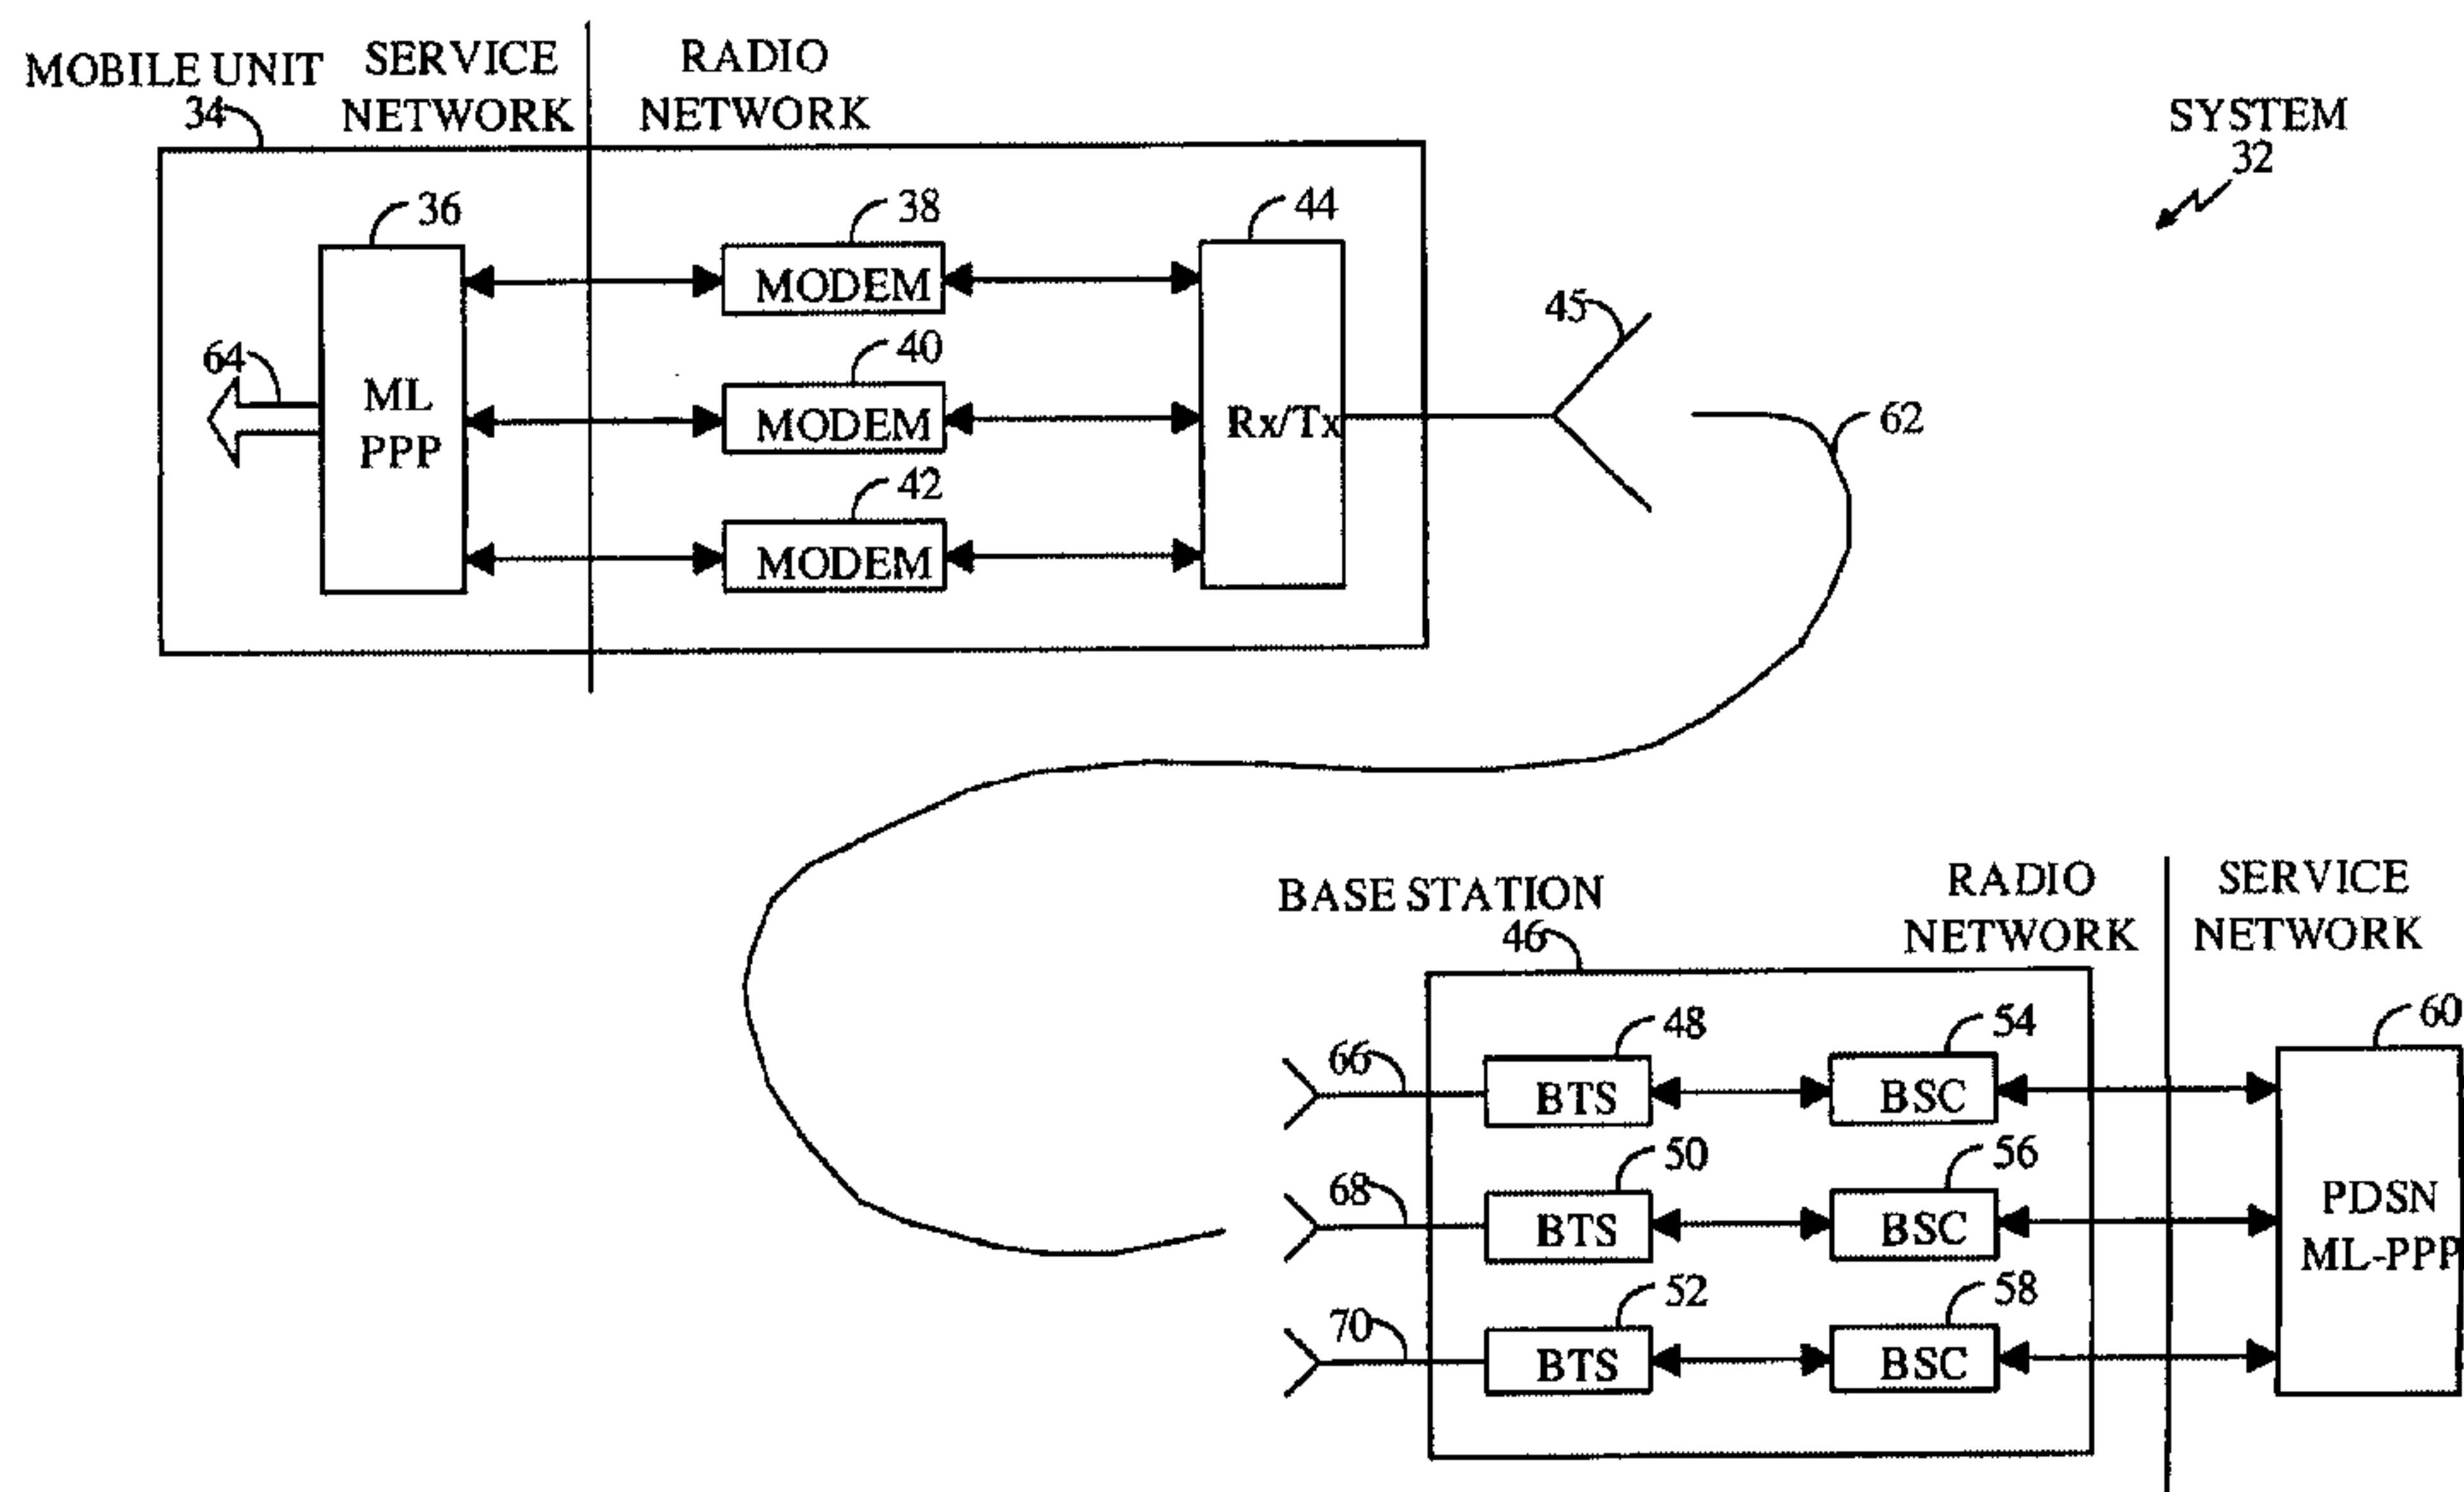 MOBILE UNIT
34
SERVICE
NETWORK
RADIO
NETWORK
SYSTEM
32
36
38
44
MODEM
45
64
40
ML
PPP
MODEM
Rx/Tx
62
42
MODEM
BASE STATION
46
RADIO
NETWORK
SERVICE
NETWORK
66
48
54
60
BTS
BSC
68
50
56
BTS
BSC
PDSN
ML-PPP
70
52
58
BTS
BSC